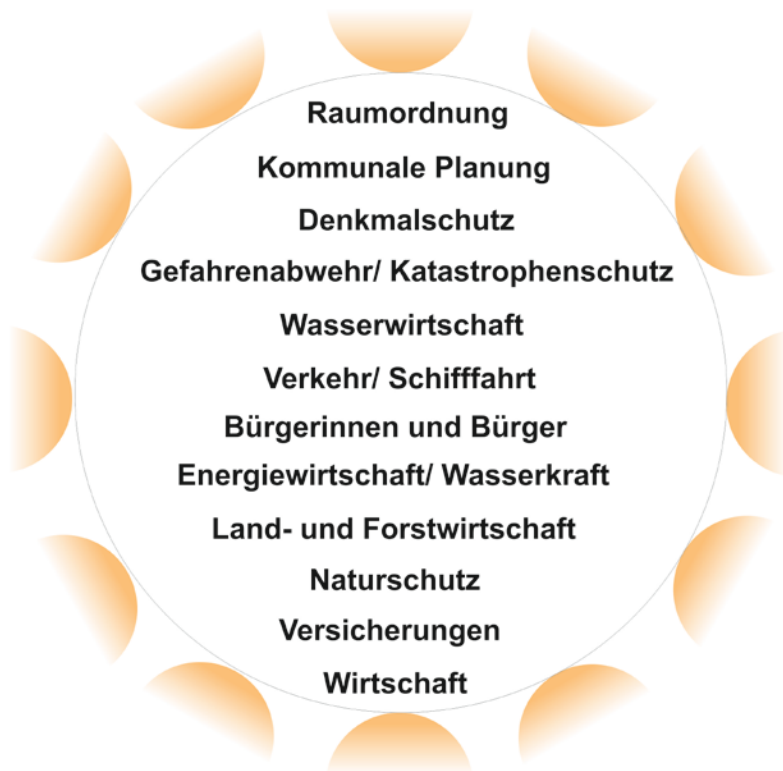 Raumordnung
Kommunale Planung
Denkmalschutz
Gefahrenabwehr/ Katastrophenschutz
Wasserwirtschaft
Verkehr/ Schifffahrt
Bürgerinnen und Bürger
Energiewirtschaft/ Wasserkraft
Land- und Forstwirtschaft
Naturschutz
Versicherungen
Wirtschaft